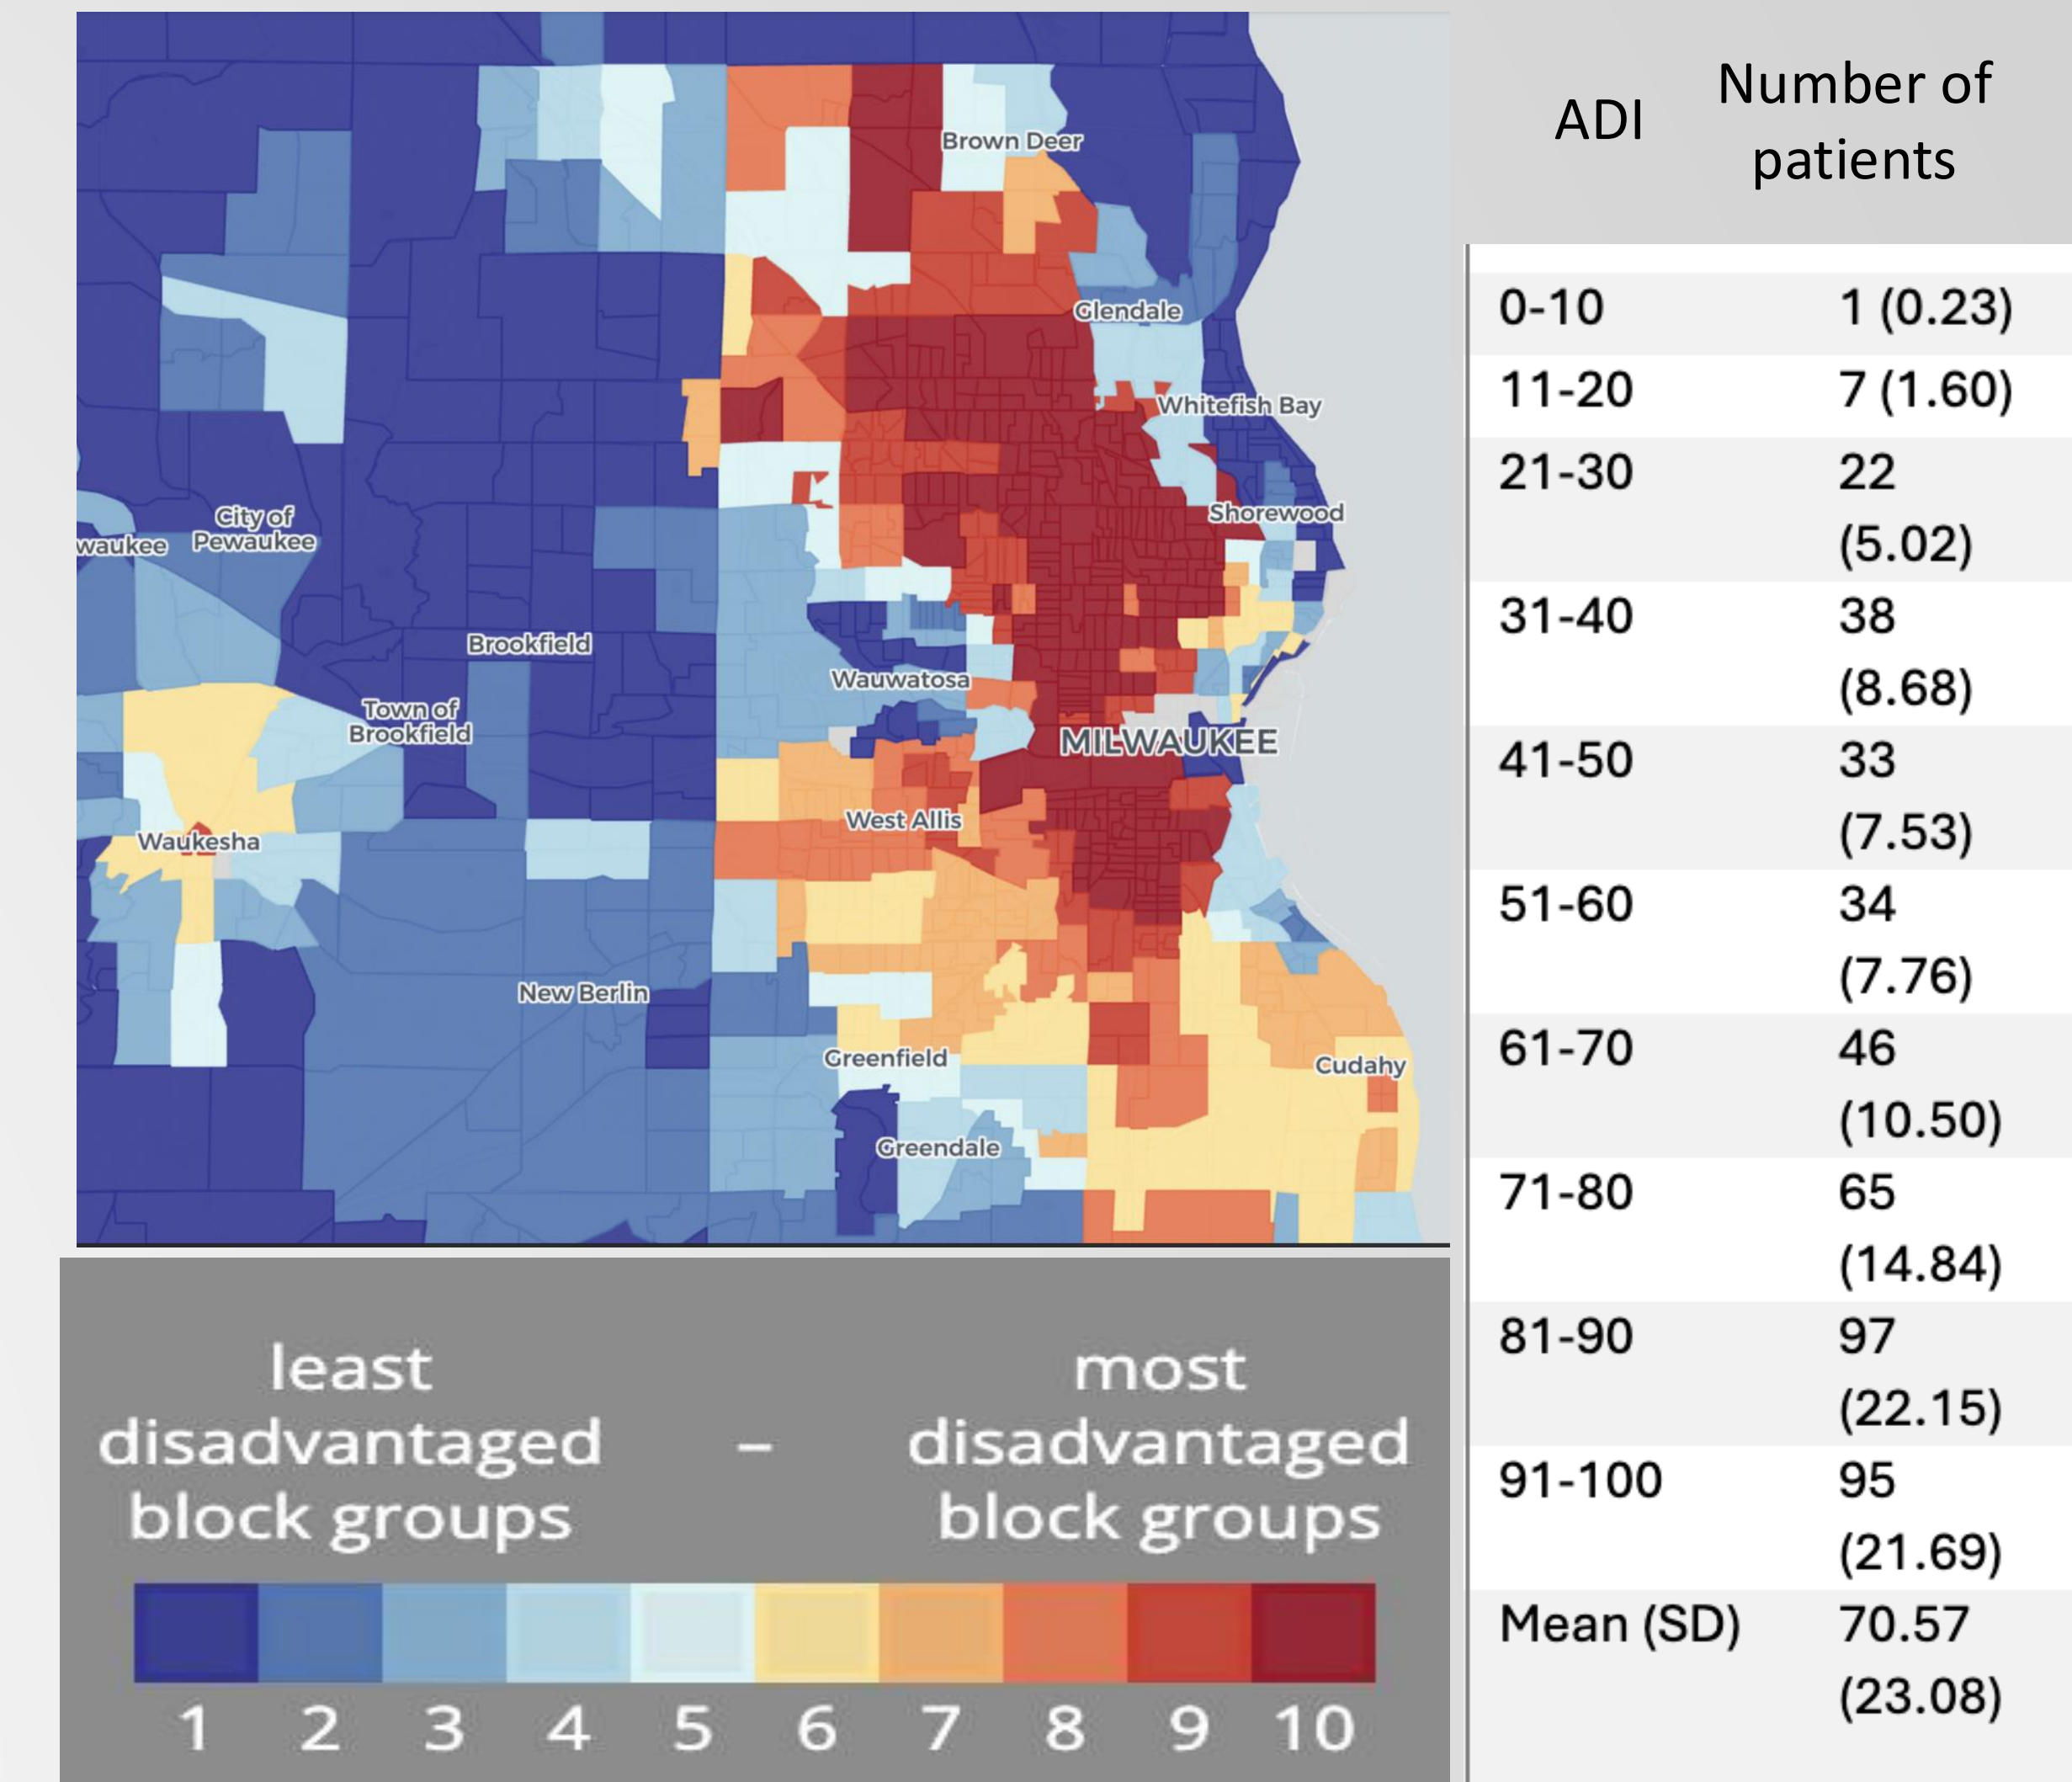 Brown Deer
Glendale
Whitefish Bay
Shorewood
City of
Pewaukee
waukee
Brookfield
Wauwatosa
Town of
Brookfield
MILWAUKEE
West Allis
Waukesha
New Berlin
Greenfield
Cudahy
Greendale
least
disadvantaged
block groups
–
most
disadvantaged
block groups
1 2 3 4 5 6 7 8 9 10
ADI
Number of
patients
0-10 1 (0.23)
11-20 7 (1.60)
21-30 22
(5.02)
31-40 38
(8.68)
41-50 33
(7.53)
51-60 34
(7.76)
61-70 46
(10.50)
71-80 65
(14.84)
81-90 97
(22.15)
91-100 95
(21.69)
Mean (SD) 70.57
(23.08)